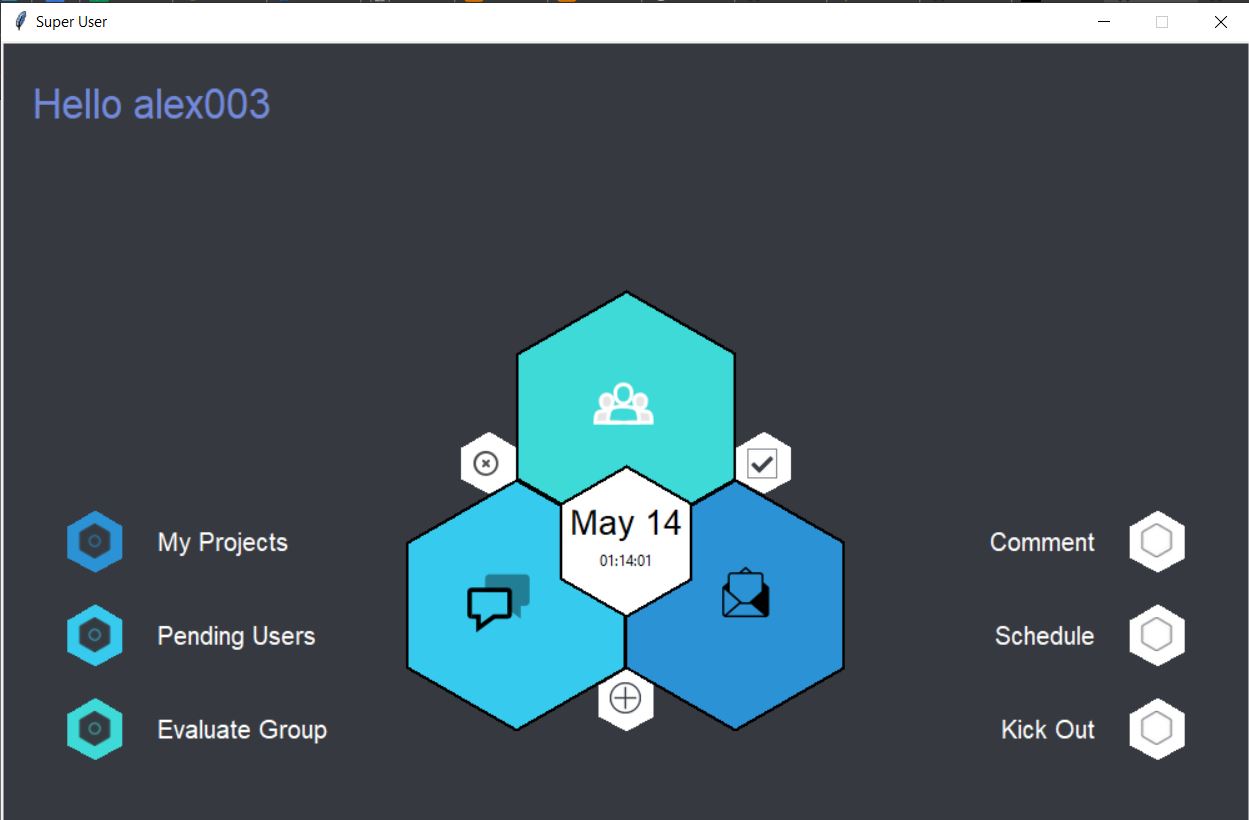 Super User
Hello alex003
May 14
01:14:01
My Projects
Comment
Pending Users
Schedule
Evaluate Group
Kick Out